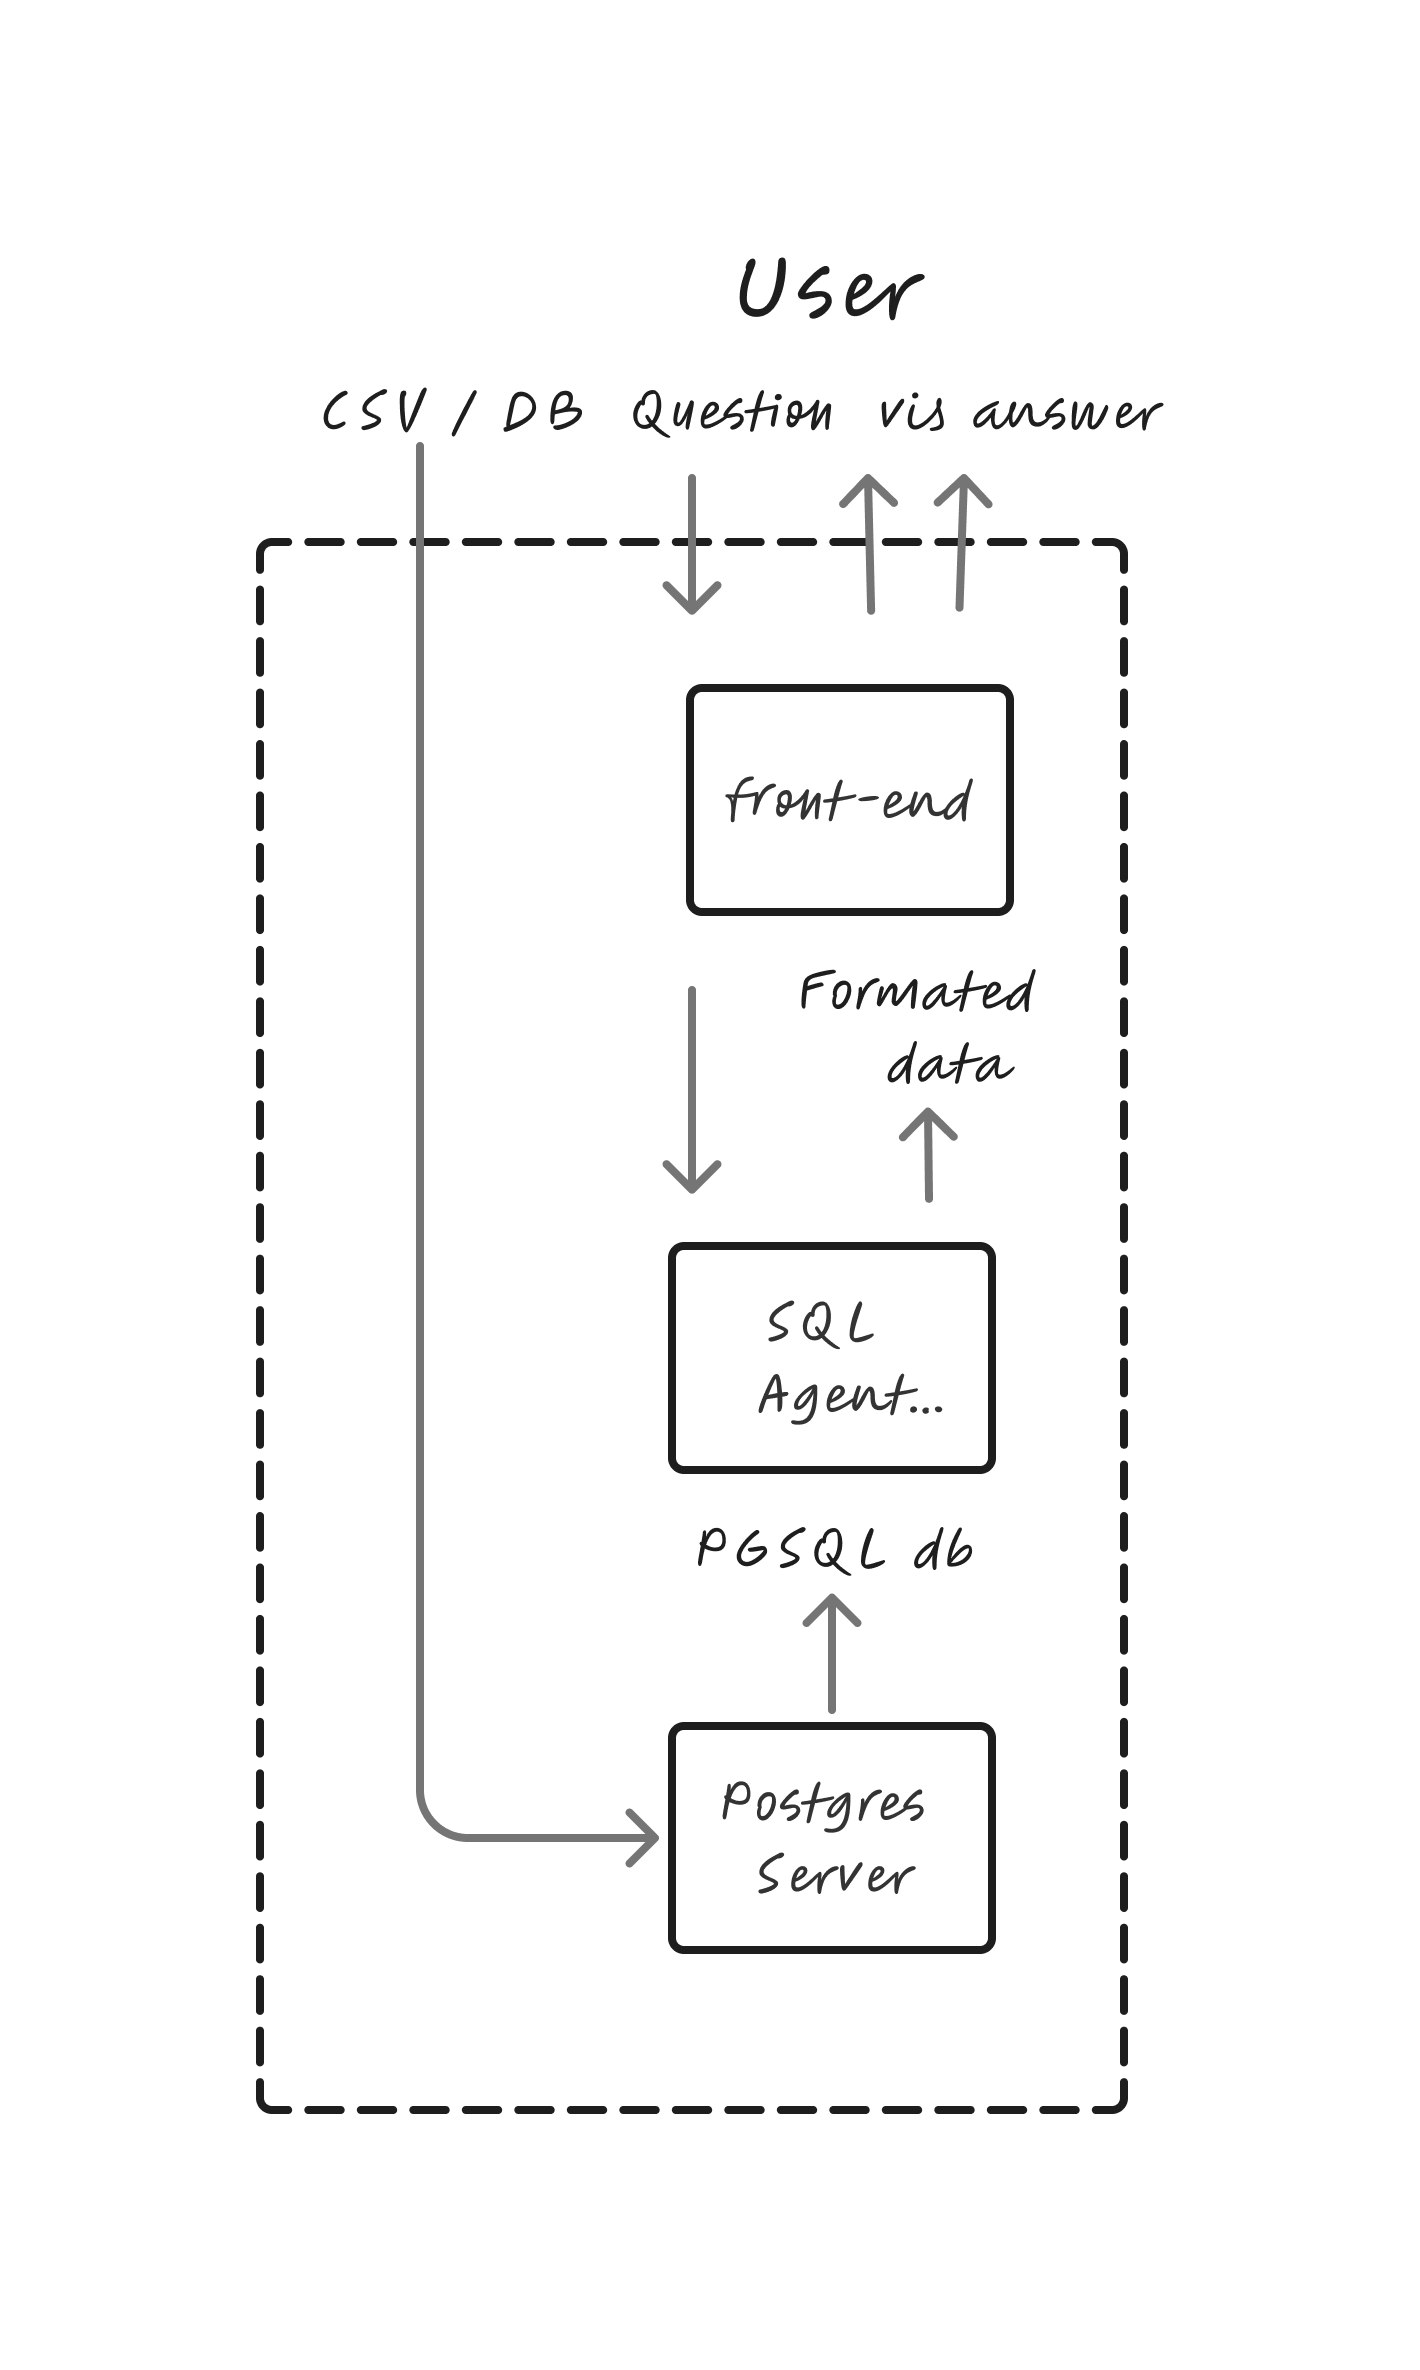 User
CSV / DB Question vis answer
front-end
Formated
data
SQL
Agent...
PGSQL db
Postgres
Server